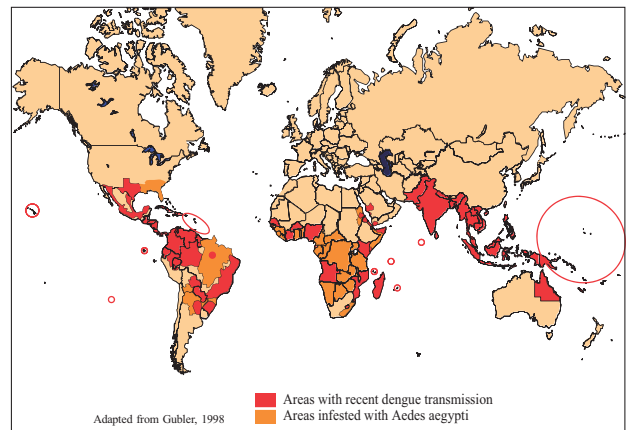 Areas with recent dengue transmission
Areas infested with Aedes aegypti
Adapted from Gubler, 1998